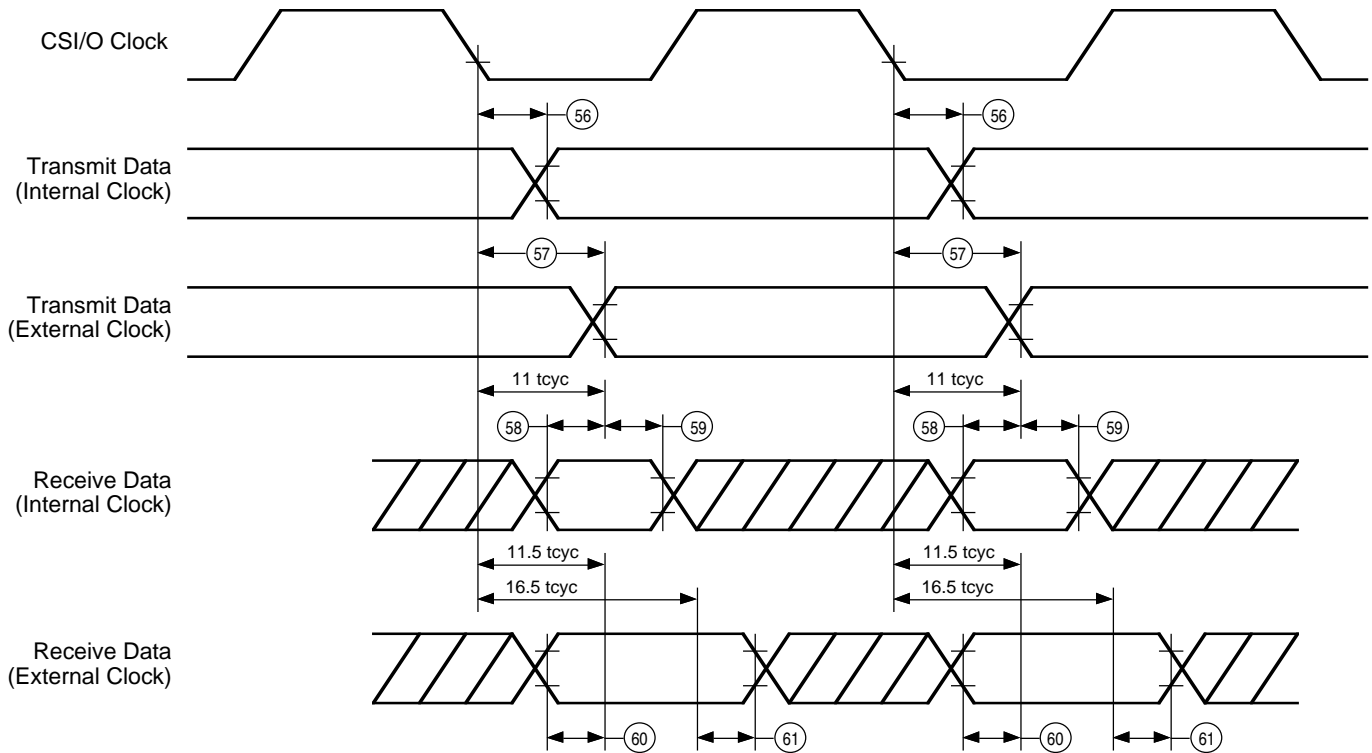 CSI/O Clock
56 56
Transmit Data
(Internal Clock)
57 57
Transmit Data
(External Clock)
11 tcyc 11 tcyc
58 59 58 59
Receive Data
(Internal Clock)
11.5 tcyc 11.5 tcyc
16.5 tcyc 16.5 tcyc
Receive Data
(External Clock)
60 61 60 61